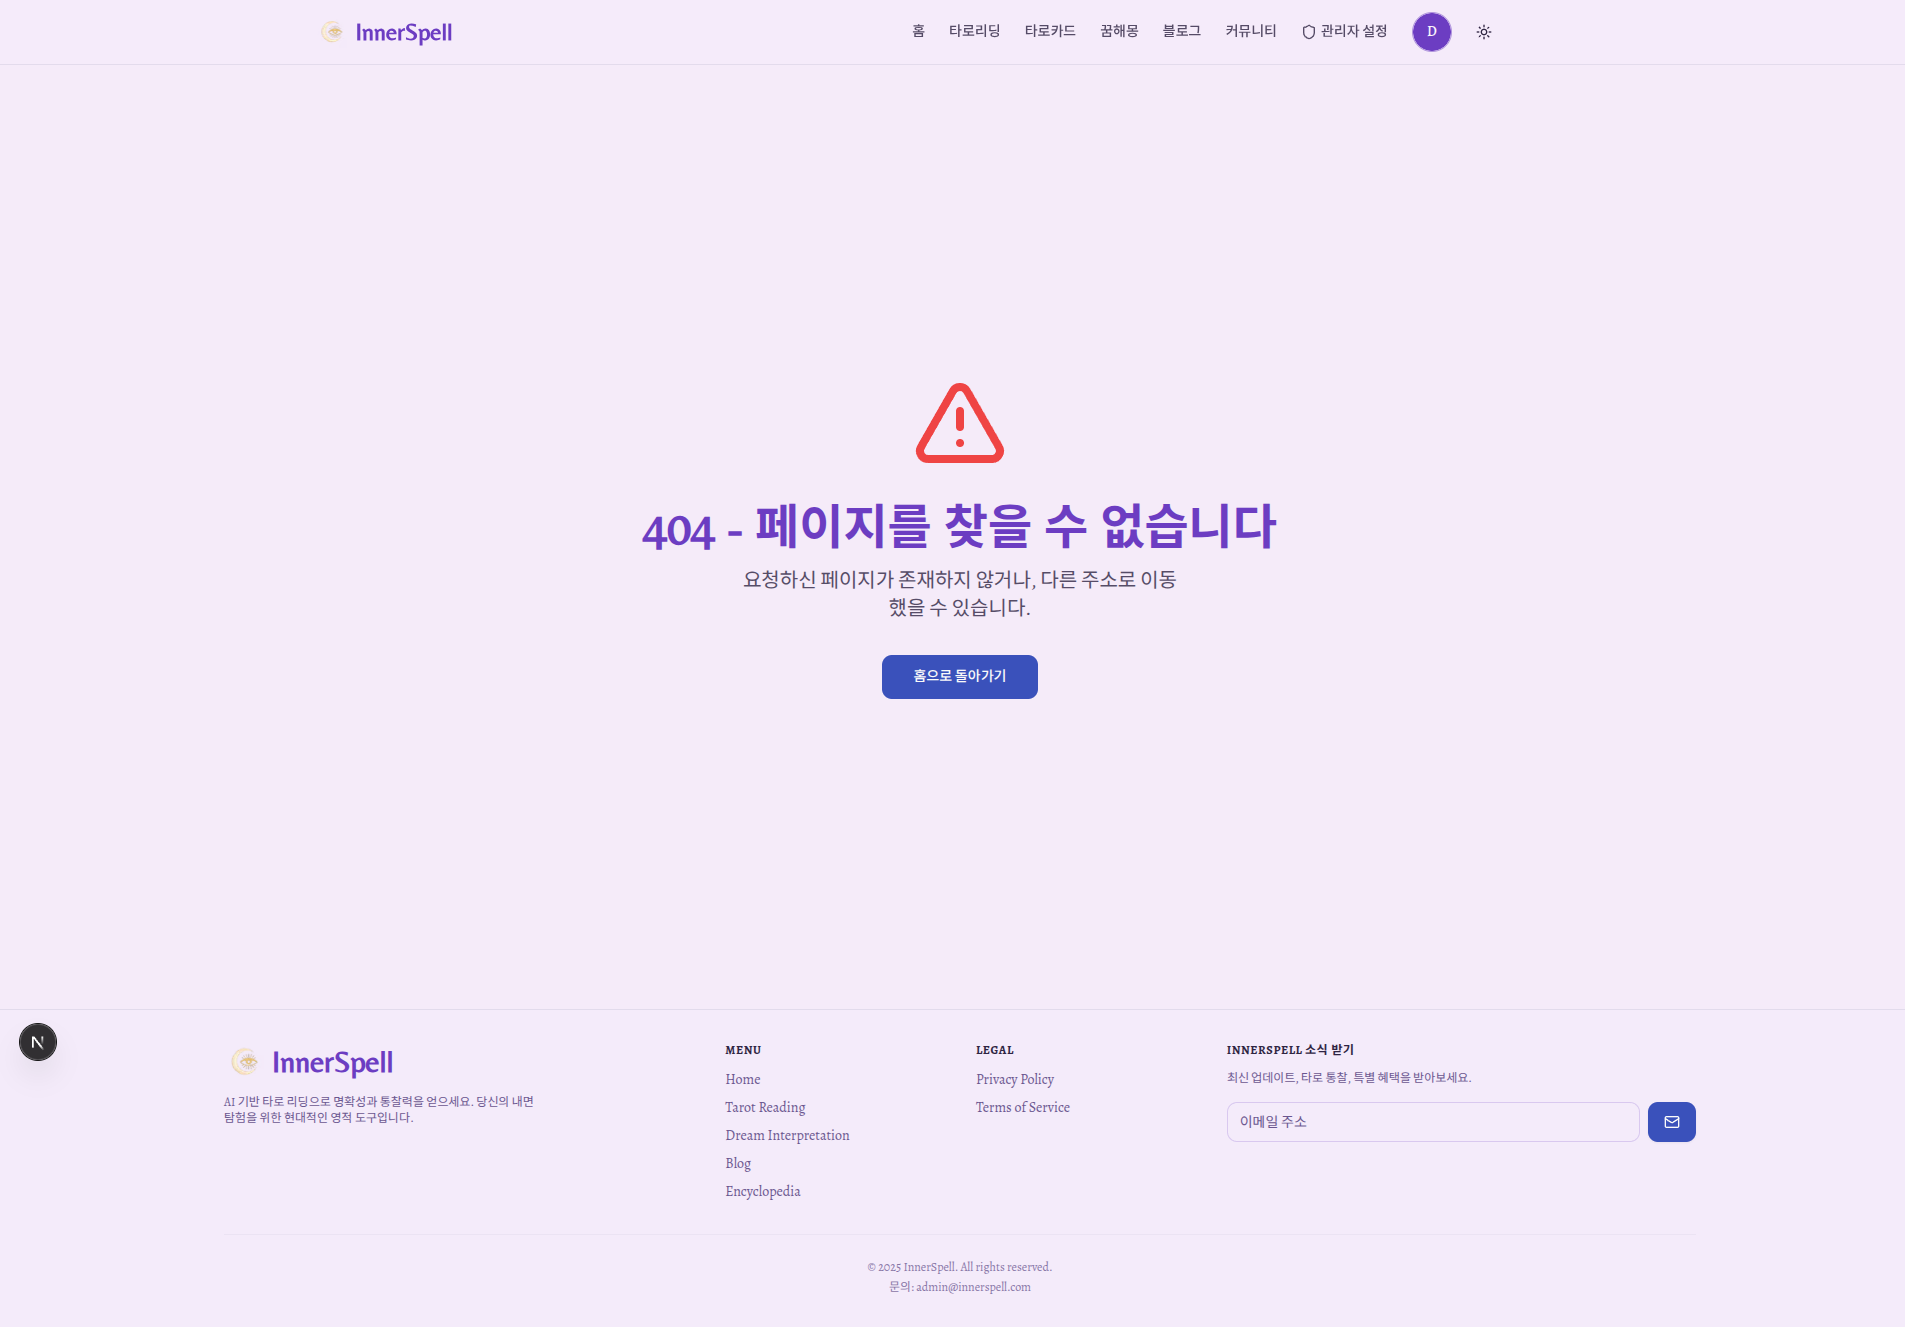 InnerSpell
홈
타로리딩
타로카드
꿈해몽
블로그
커뮤니티
관리자 설정
D
404 - 페이지를 찾을 수 없습니다
요청하신 페이지가 존재하지 않거나, 다른 주소로 이동
했을 수 있습니다.
홈으로 돌아가기
N
InnerSpell
AI 기반 타로 리딩으로 명확성과 통찰력을 얻으세요. 당신의 내면
탐험을 위한 현대적인 영적 도구입니다.
MENU
Home
Tarot Reading
Dream Interpretation
Blog
Encyclopedia
LEGAL
Privacy Policy
Terms of Service
INNERSPELL 소식 받기
최신 업데이트, 타로 통찰, 특별 혜택을 받아보세요.
이메일 주소
© 2025 InnerSpell. All rights reserved.
문의: admin@innerspell.com